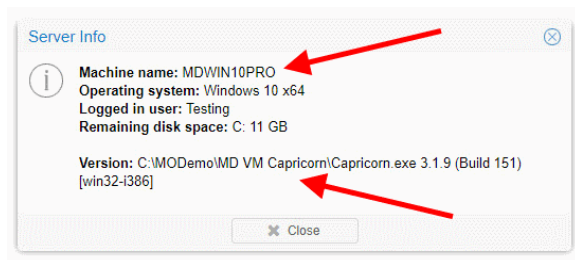 Server Info
Machine name: MDWIN10PRO
Operating system: Windows 10 x64
Logged in user: Testing
Remaining disk space: C: 11 GB
Version: C:\MODemo\MD VM Capricorn\Capricorn.exe 3.1.9 (Build 151)
[win32-i386]
Close